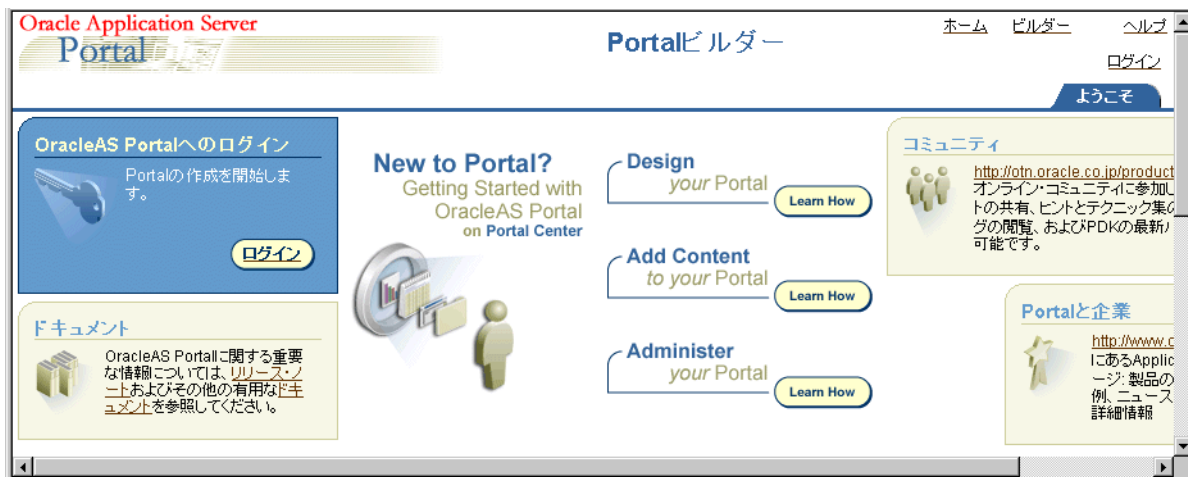 Oracle Application Server
Portal
Portalビルダー
ホーム ビルダー ヘルプ
ログイン
ようこそ
OracleAS Portalへのログイン
Portalの作成を開始しま
す。
ログイン
ドキュメント
OracleAS Portalに関する重要
な情報については、リリース・ノ
ートおよびその他の有用なドキ
ュメントを参照してください。
New to Portal?
Getting Started with
OracleAS Portal
on Portal Center
Design
your Portal
Learn How
Add Content
to your Portal
Learn How
Administer
your Portal
Learn How
コミュニティ
http://otn.oracle.co.jp/product
オンライン・コミュニティに参加し
トの共有、ヒントとテクニック集の
グの閲覧、およびPDKの最新
可能です。
Portalと企業
http://www.o
にあるApplic
ージ: 製品の
例、ニュース
詳細情報